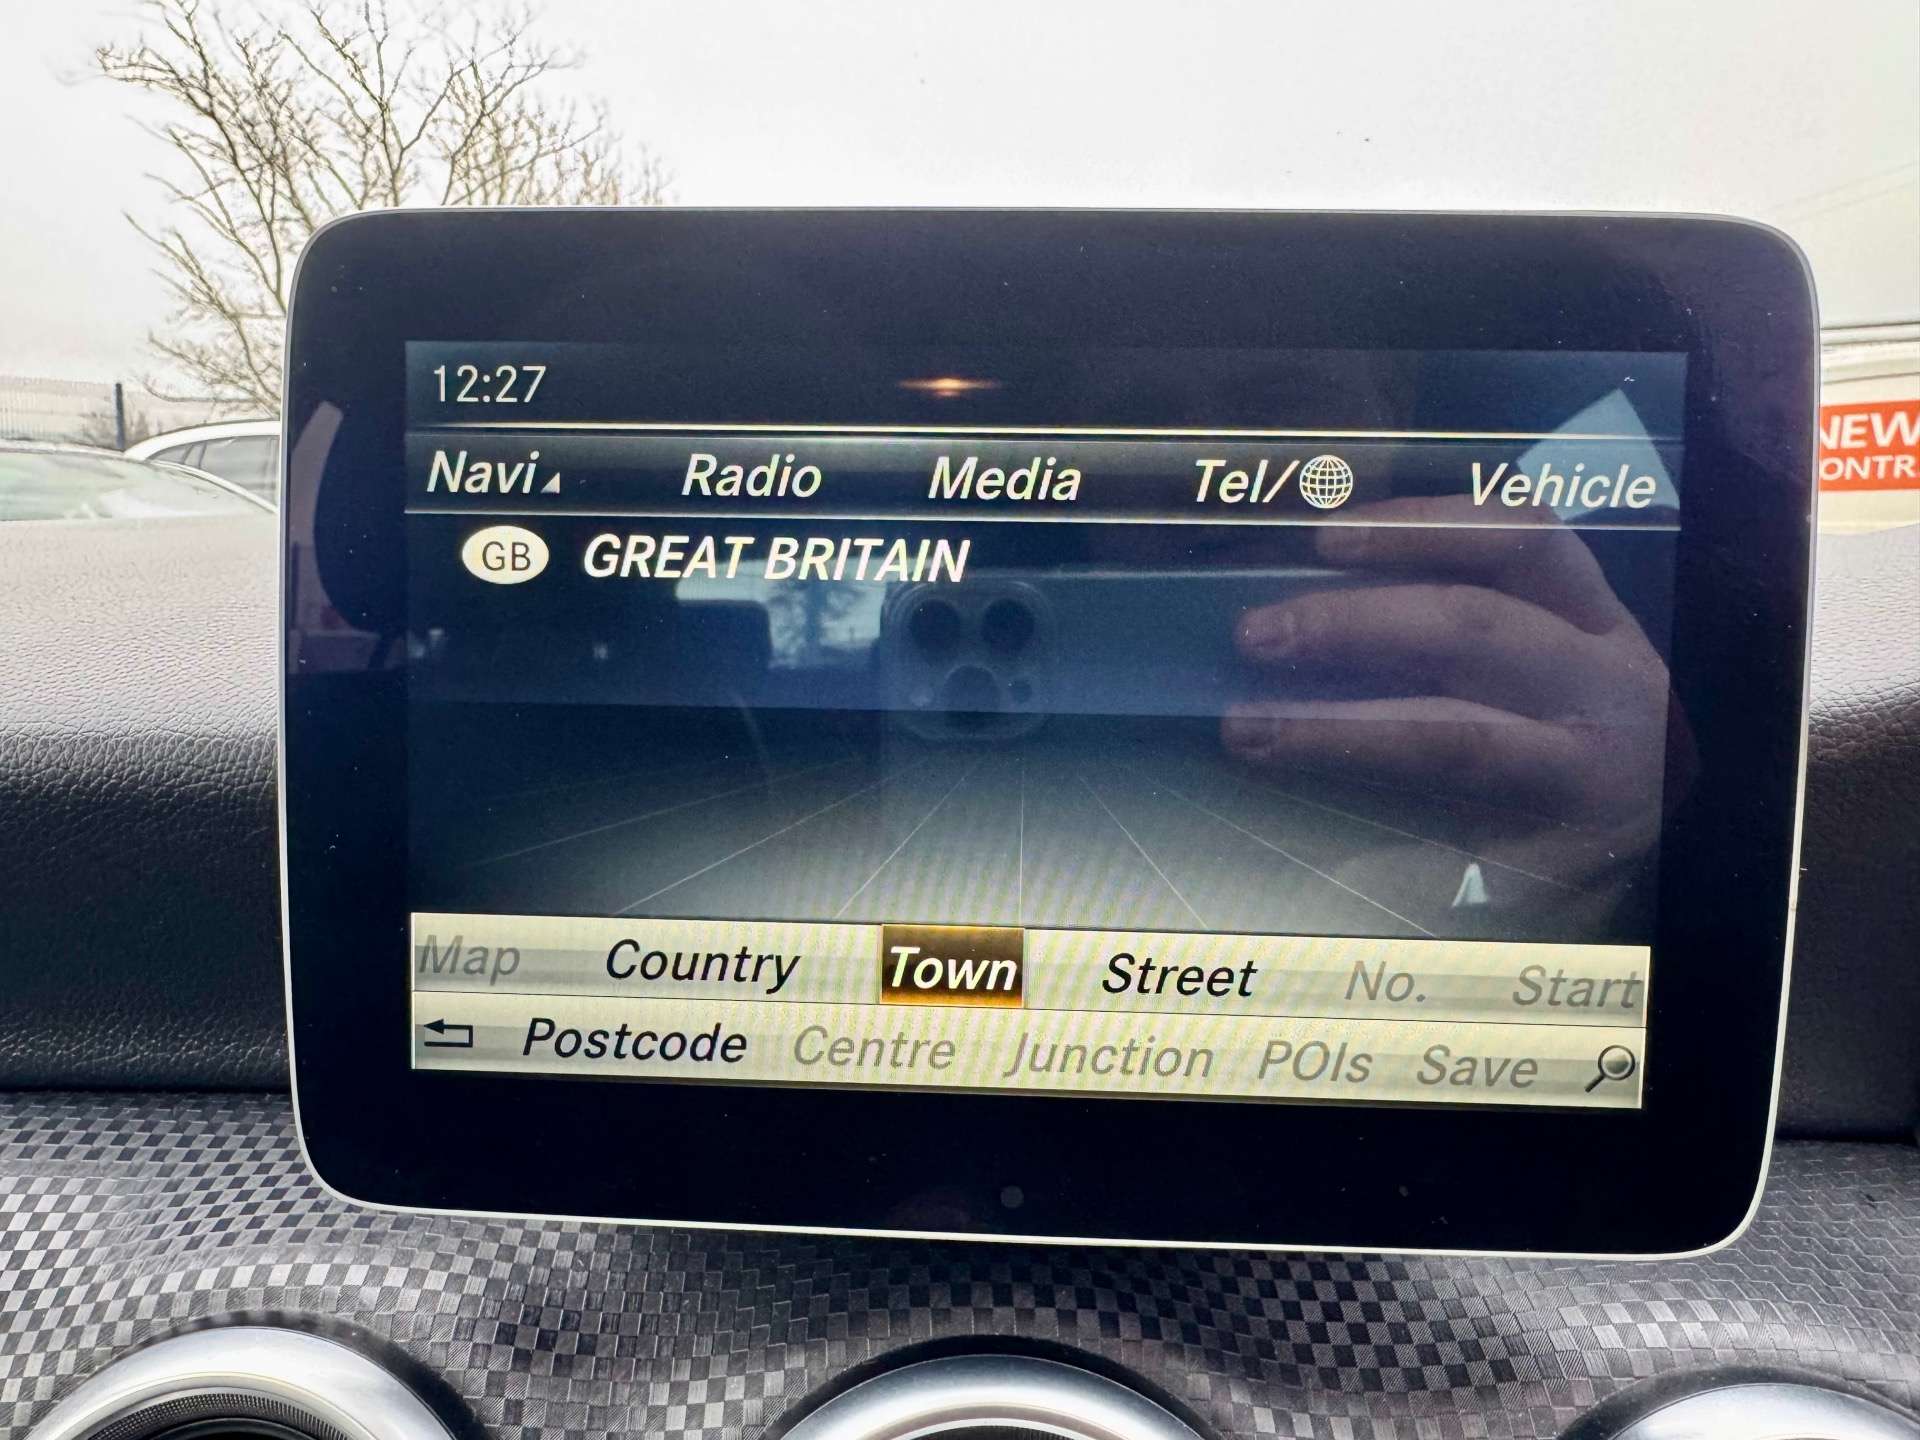 12:27
Navi Radio Media Tel/ Vehicle
GB GREAT BRITAIN
Map Country Town Street No. Start
Postcode Centre Junction POIs Save
NEW